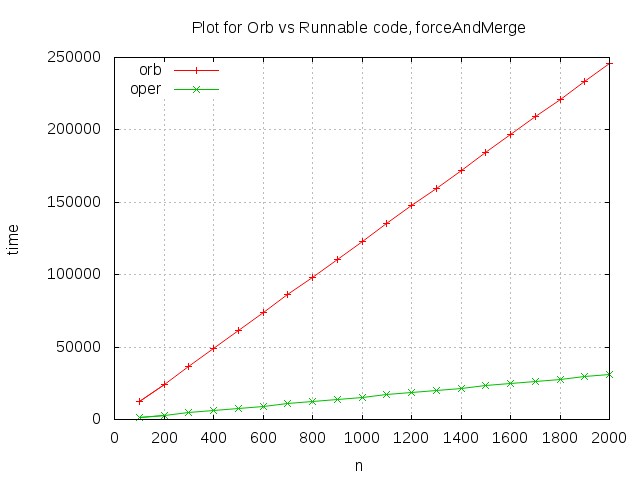 Plot for Orb vs Runnable code, forceAndMerge
250000
200000
150000
100000
50000
0
orb
oper
time
0 200 400 600 800 1000 1200 1400 1600 1800 2000
n